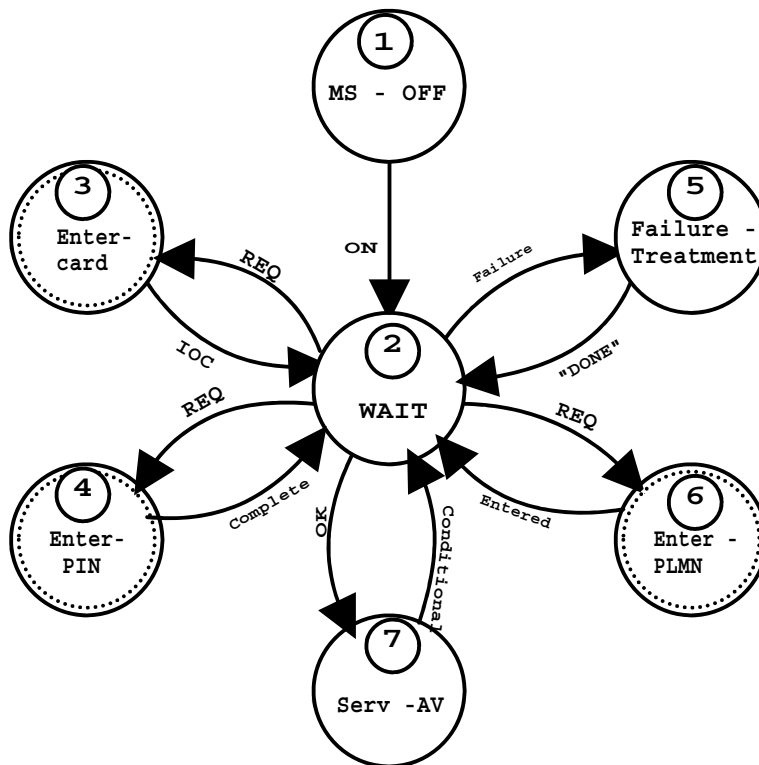 1
MS - OFF
3
Enter-
card
5
Failure -
Treatment
ON
REQ
Failure
IOC
"DONE"
2
WAIT
REQ
REQ
4
Enter-
PIN
Complete
Entered
6
Enter -
PLMN
OK
Conditional
7
Serv -AV